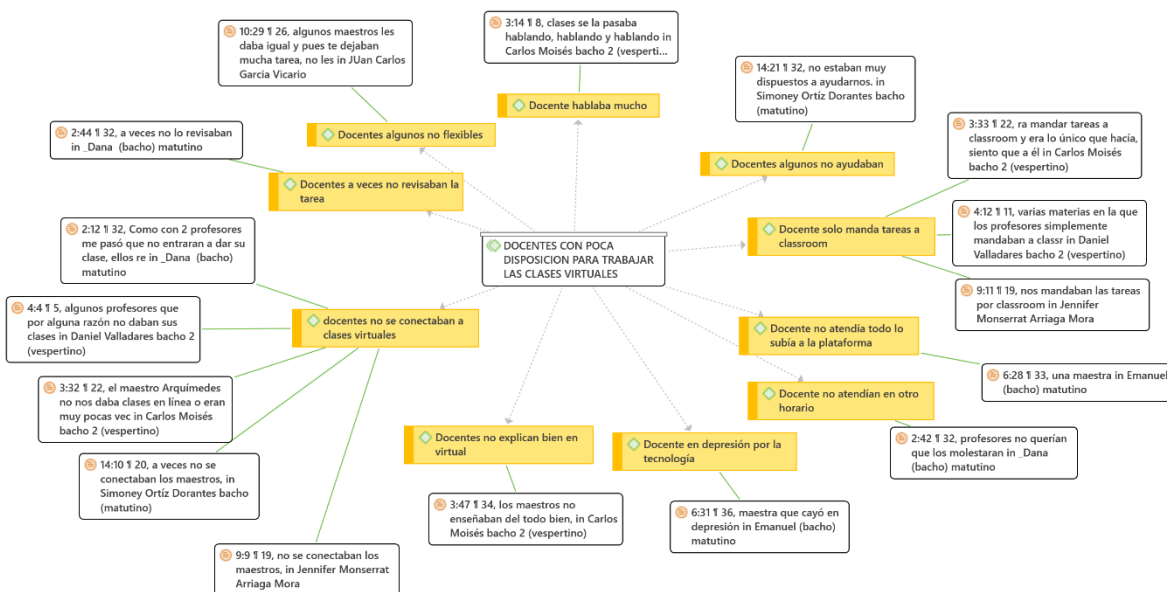 10:29 ¶ 26, algunos maestros les
daba igual y pues te dejaban
mucha tarea, no les in JUan Carlos
Garcia Vicario
3:14 ¶ 8, clases se la pasaba
hablando, hablando y hablando in
Carlos Moisés bacho 2 (vesperti...
14:21 ¶ 32, no estaban muy
dispuestos a ayudarnos. in
Simoney Ortíz Dorantes bacho
(matutino)
Docente hablaba mucho
2:44 ¶ 32, a veces no lo revisaban
in _Dana (bacho) matutino
Docentes algunos no flexibles
3:33 ¶ 22, ra mandar tareas a
classroom y era lo único que hacía,
siento que a él in Carlos Moisés
bacho 2 (vespertino)
Docentes algunos no ayudaban
Docentes a veces no revisaban la
tarea
2:12 ¶ 32, Como con 2 profesores
me pasó que no entraran a dar su
clase, ellos re in _Dana (bacho)
matutino
DOCENTES CON POCA
DISPOSICION PARA TRABAJAR
LAS CLASES VIRTUALES
Docente solo manda tareas a
classroom
4:12 ¶ 11, varias materias en la que
los profesores simplemente
mandaban a classr in Daniel
Valladares bacho 2 (vespertino)
9:11 ¶ 19, nos mandaban las tareas
por classroom in Jennifer
Monserrat Arriaga Mora
4:4 ¶ 5, algunos profesores que
por alguna razón no daban sus
clases in Daniel Valladares bacho 2
(vespertino)
docentes no se conectaban a
clases virtuales
Docente no atendía todo lo
subía a la plataforma
6:28 ¶ 33, una maestra in Emanuel
(bacho) matutino
3:32 ¶ 22, el maestro Arquímedes
no nos daba clases en línea o eran
muy pocas vec in Carlos Moisés
bacho 2 (vespertino)
Docente no atendían en otro
horario
2:42 ¶ 32, profesores no querían
que los molestaran in _Dana
(bacho) matutino
Docentes no explican bien en
virtual
Docente en depresión por la
tecnología
14:10 ¶ 20, a veces no se
conectaban los maestros, in
Simoney Ortíz Dorantes bacho
(matutino)
3:47 ¶ 34, los maestros no
enseñaban del todo bien, in Carlos
Moisés bacho 2 (vespertino)
6:31 ¶ 36, maestra que cayó en
depresión in Emanuel (bacho)
matutino
9:9 ¶ 19, no se conectaban los
maestros, in Jennifer Monserrat
Arriaga Mora